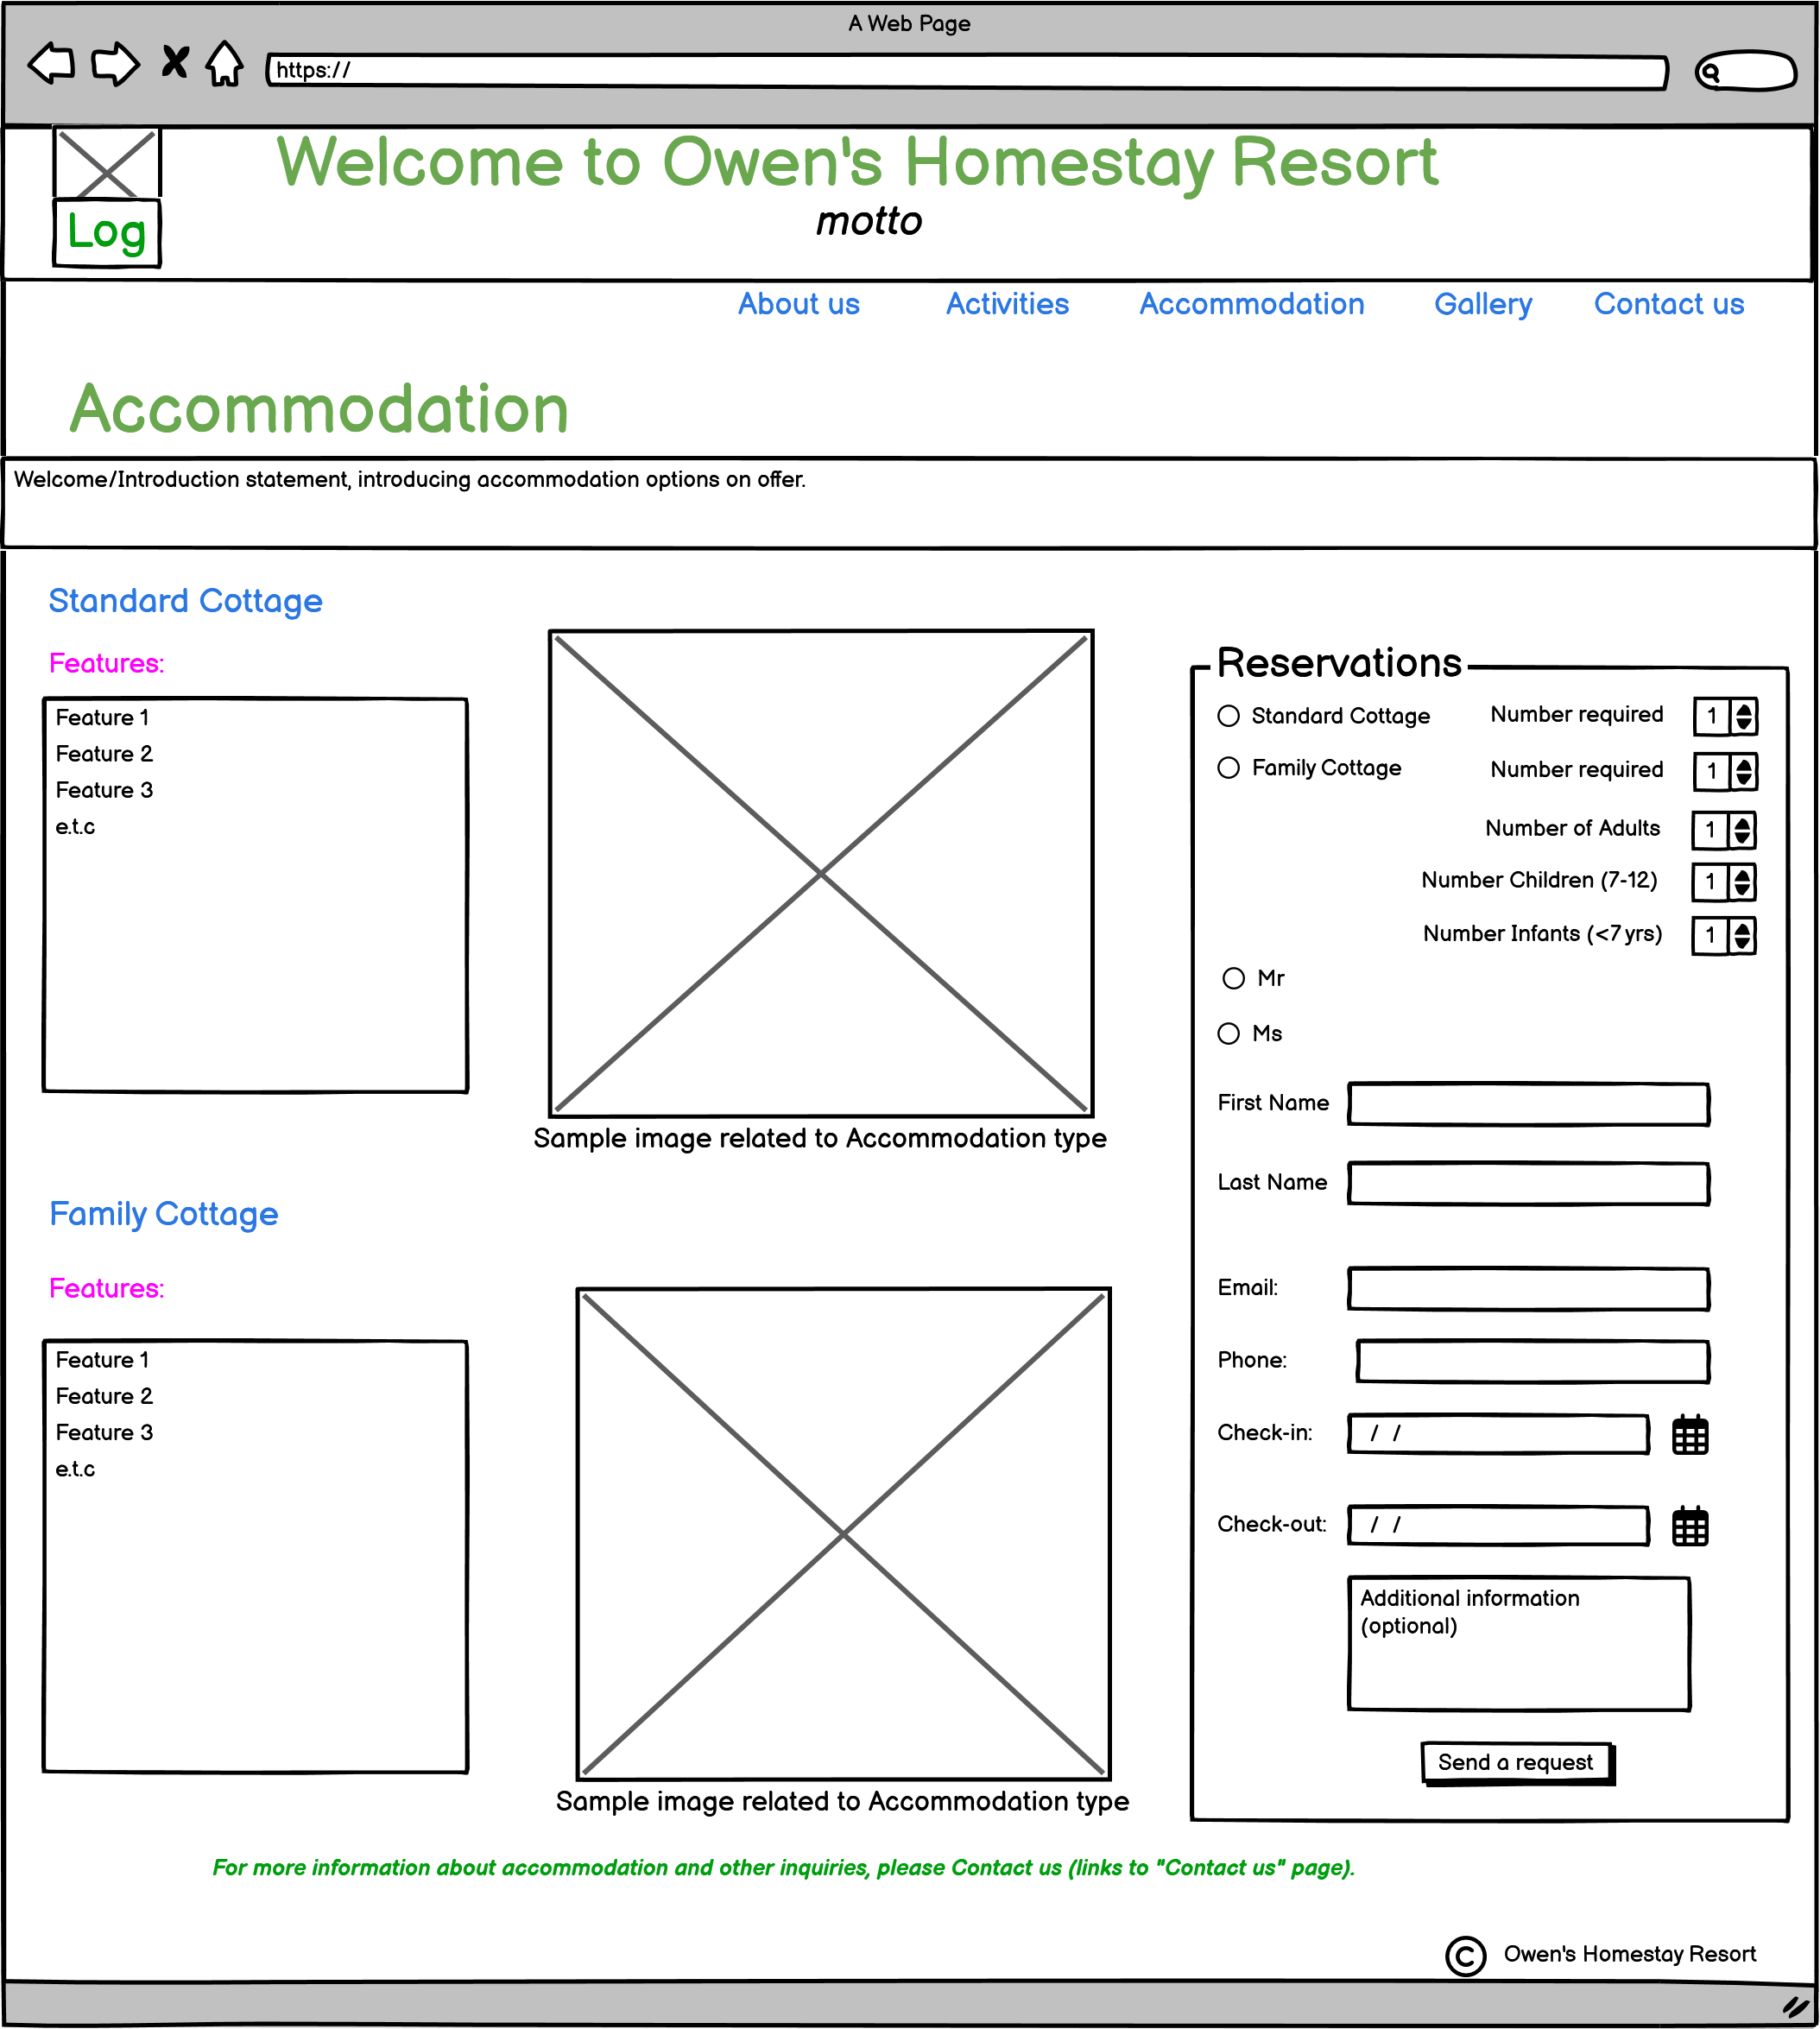 A Web Page
https://
Welcome to Owen's Homestay Resort
motto
Log
About us Activities Accommodation Gallery Contact us
Accommodation
Welcome/Introduction statement, introducing accommodation options on offer.
Standard Cottage
Features:
Feature 1
Feature 2
Feature 3
e.t.c
Sample image related to Accommodation type
Family Cottage
Features:
Feature 1
Feature 2
Feature 3
e.t.c
Sample image related to Accommodation type
Reservations
Standard Cottage Number required 1
Family Cottage Number required 1
Number of Adults 1
Number Children (7-12) 1
Number Infants (<7 yrs) 1
Mr
Ms
First Name
Last Name
Email:
Phone:
Check-in: / /
Check-out: / /
Additional information
(optional)
Send a request
For more information about accommodation and other inquiries, please Contact us (links to "Contact us" page).
© Owen's Homestay Resort